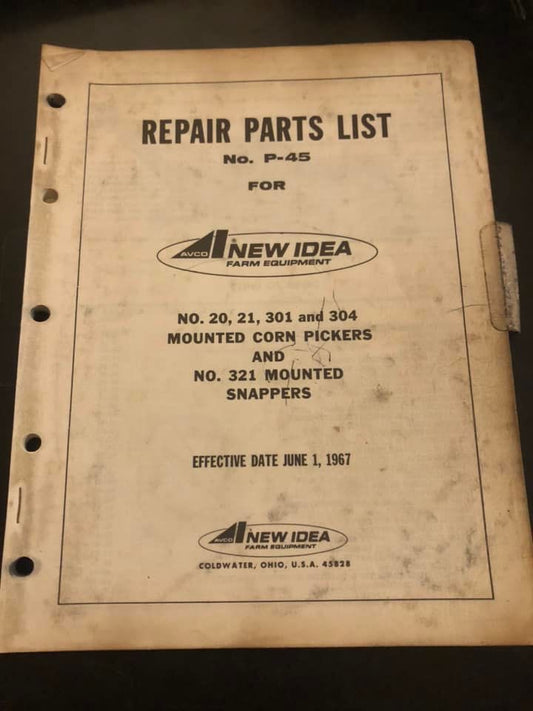 REPAIR PARTS LIST
No. P-45
FOR
AVCO NEW IDEA
FARM EQUIPMENT
NO. 20, 21, 301 and 304
MOUNTED CORN PICKERS
AND
NO. 321 MOUNTED
SNAPPERS
EFFECTIVE DATE JUNE 1, 1967
AVCO NEW IDEA
FARM EQUIPMENT
COLDWATER, OHIO, U.S.A. 45828